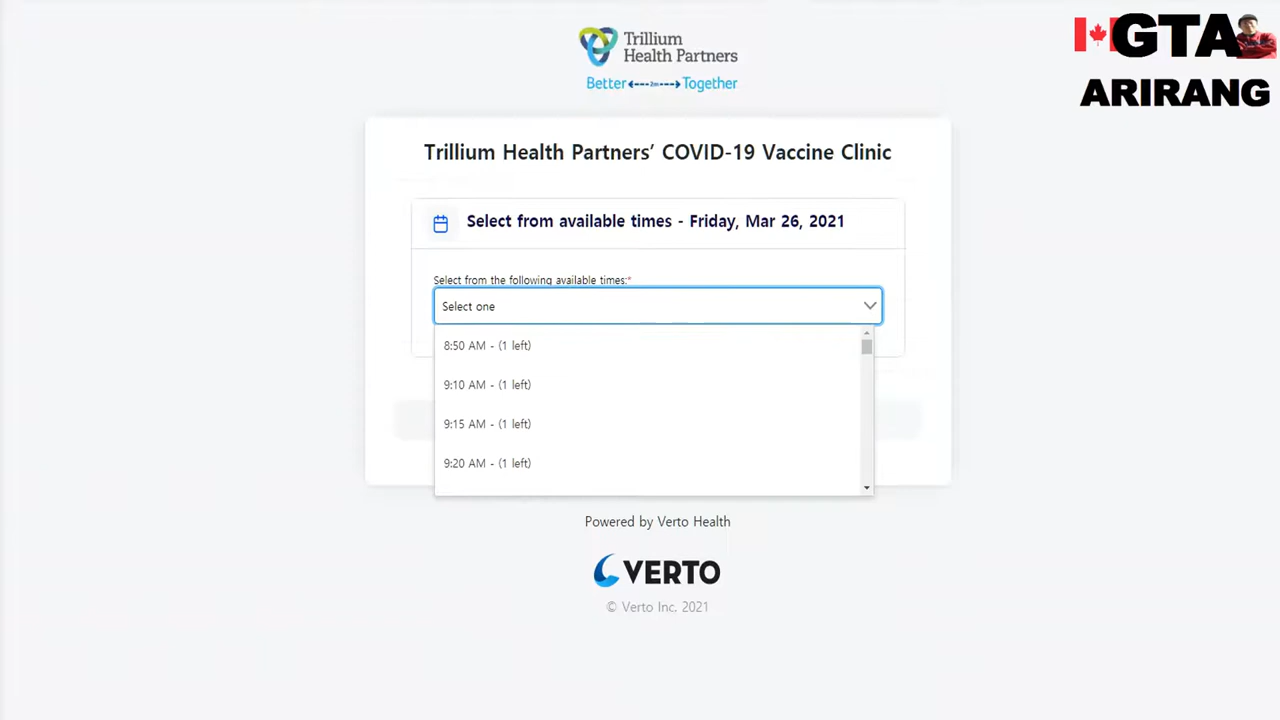 Trillium
Health Partners
Better 2m Together
GTA
ARIRANG
Trillium Health Partners’ COVID-19 Vaccine Clinic
Select from available times - Friday, Mar 26, 2021
Select from the following available times:*
Select one
8:50 AM - (1 left)
9:10 AM - (1 left)
9:15 AM - (1 left)
9:20 AM - (1 left)
Powered by Verto Health
VERTO
© Verto Inc. 2021